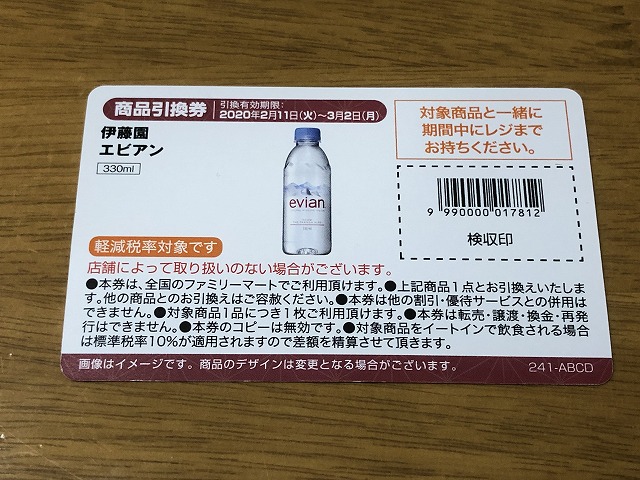 商品引換券
引換有効期限:
2020年2月11日(火)～3月2日(月)
伊藤園
エビアン
330ml
evian
対象商品と一緒に
期間中にレジまで
お持ちください。
9 990000 017812
検収印
軽減税率対象です
店舗によって取り扱いのない場合がございます。
●本券は、全国のファミリーマートでご利用頂けます。●上記商品1点とお引換えいたしま
す。他の商品とのお引換えはご容赦ください。●本券は他の割引・優待サービスとの併用は
できません。●対象商品1品につき1枚ご利用頂けます。●本券は転売・譲渡・換金・再発
行はできません。●本券のコピーは無効です。●対象商品をイートインで飲食される場合
は標準税率10%が適用されますので差額を精算させて頂きます。
画像はイメージです。商品のデザインは変更となる場合がございます。
241-ABCD